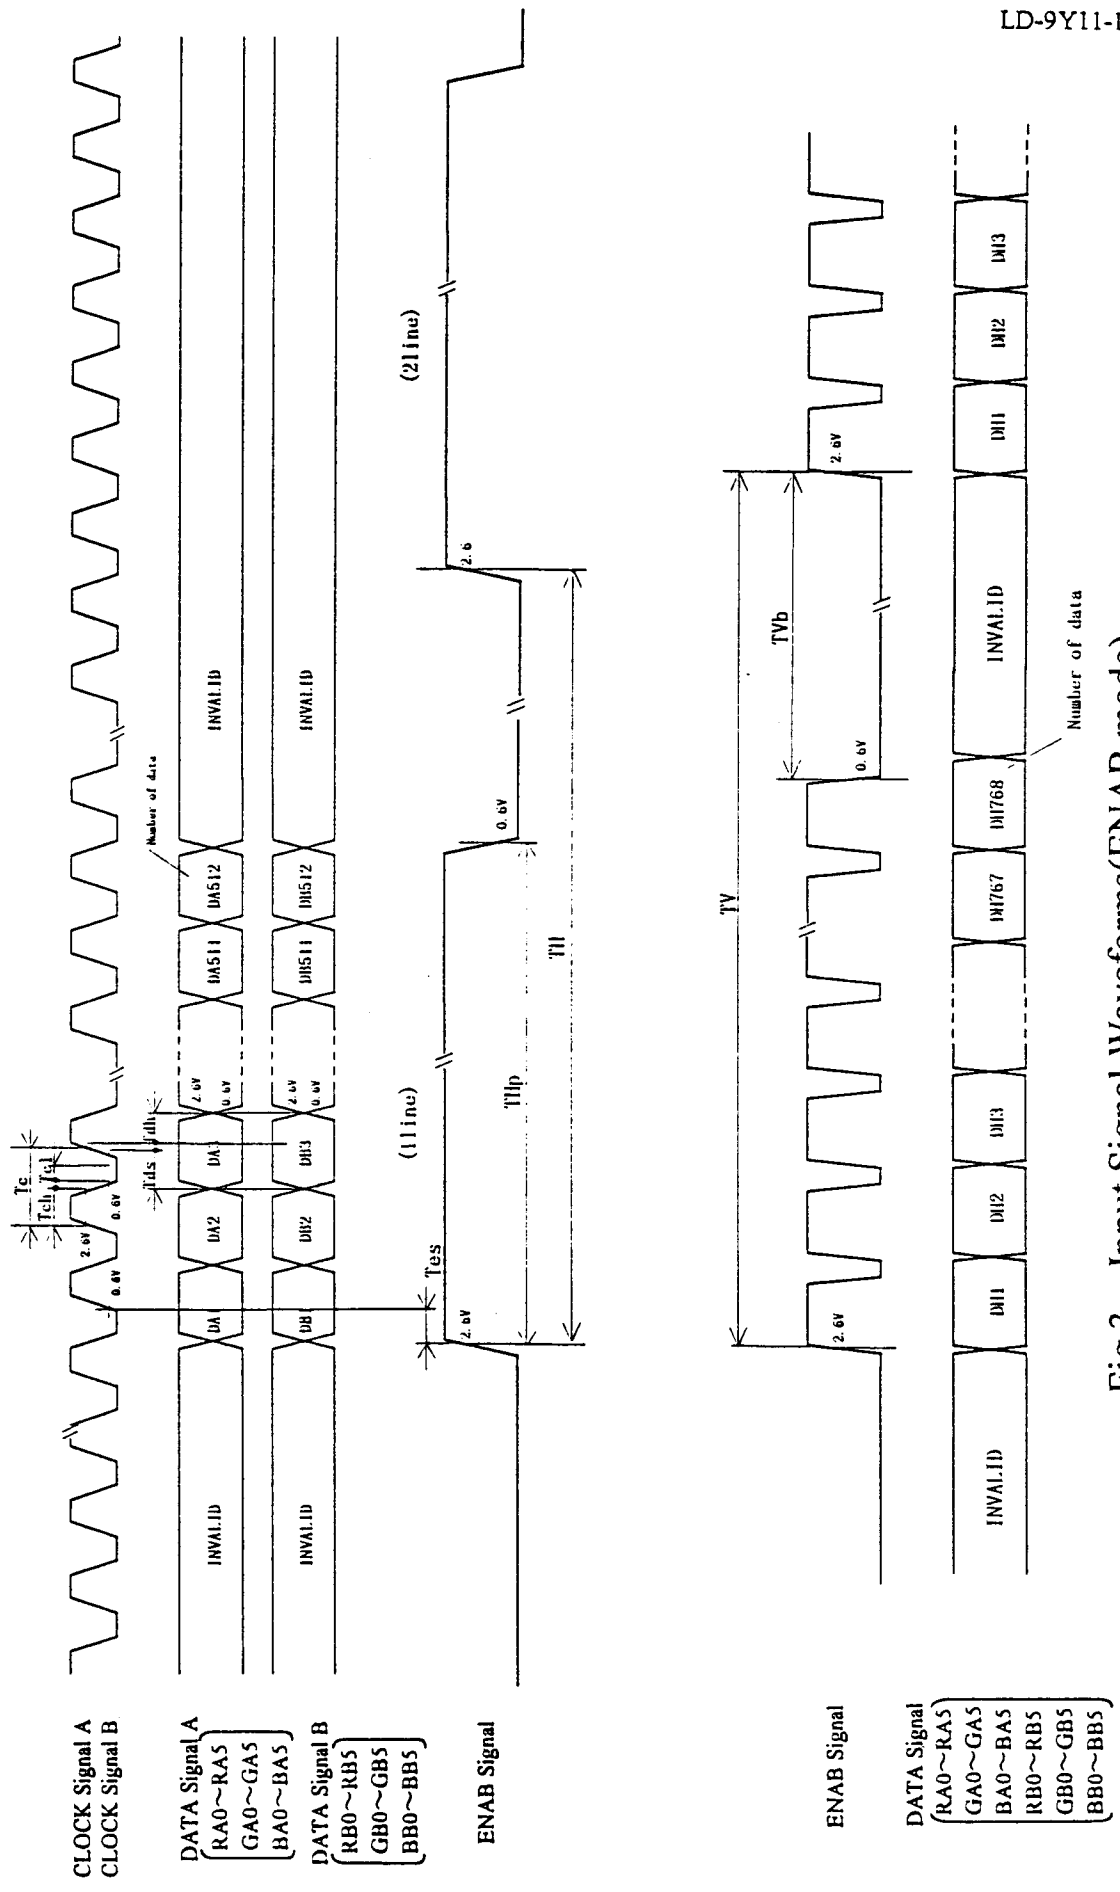 LD-9Y11-1
CLOCK Signal A
CLOCK Signal B
Tc
Tch
Tcl
2.6V
0.6V
0.6V
DATA Signal A
RA0~RA5
GA0~GA5
BA0~BA5
INVALID
DA1
DA2
DA3
Tds
Tdh
2.6V
0.6V
DA511
DA512
Number of data
INVALID
DATA Signal B
RB0~RB5
GB0~GB5
BB0~BB5
INVALID
DB1
DB2
DB3
2.6V
0.6V
DB511
DB512
INVALID
ENAB Signal
Tes
(1line)
(2line)
2.6V
0.6V
2.6
THp
TH
TV
TVb
ENAB Signal
2.6V
0.6V
2.6V
DATA Signal
RA0~RA5
GA0~GA5
BA0~BA5
RB0~RB5
GB0~GB5
BB0~BB5
INVALID
DH1
DH2
DH3
DH767
DH768
INVALID
DH1
DH2
DH3
Number of data
Input Signal Waveforms(ENAB mode)